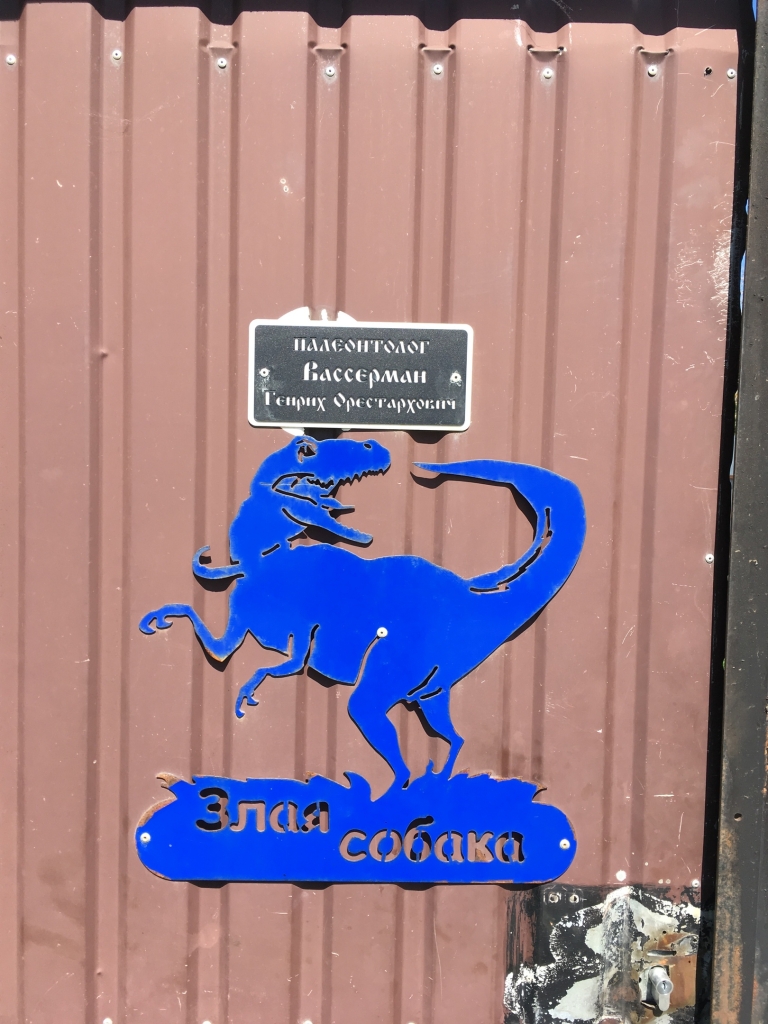 ПАЛЕОНТОЛОГ
Вассерман
Генрих Орестархович
Злая
собака